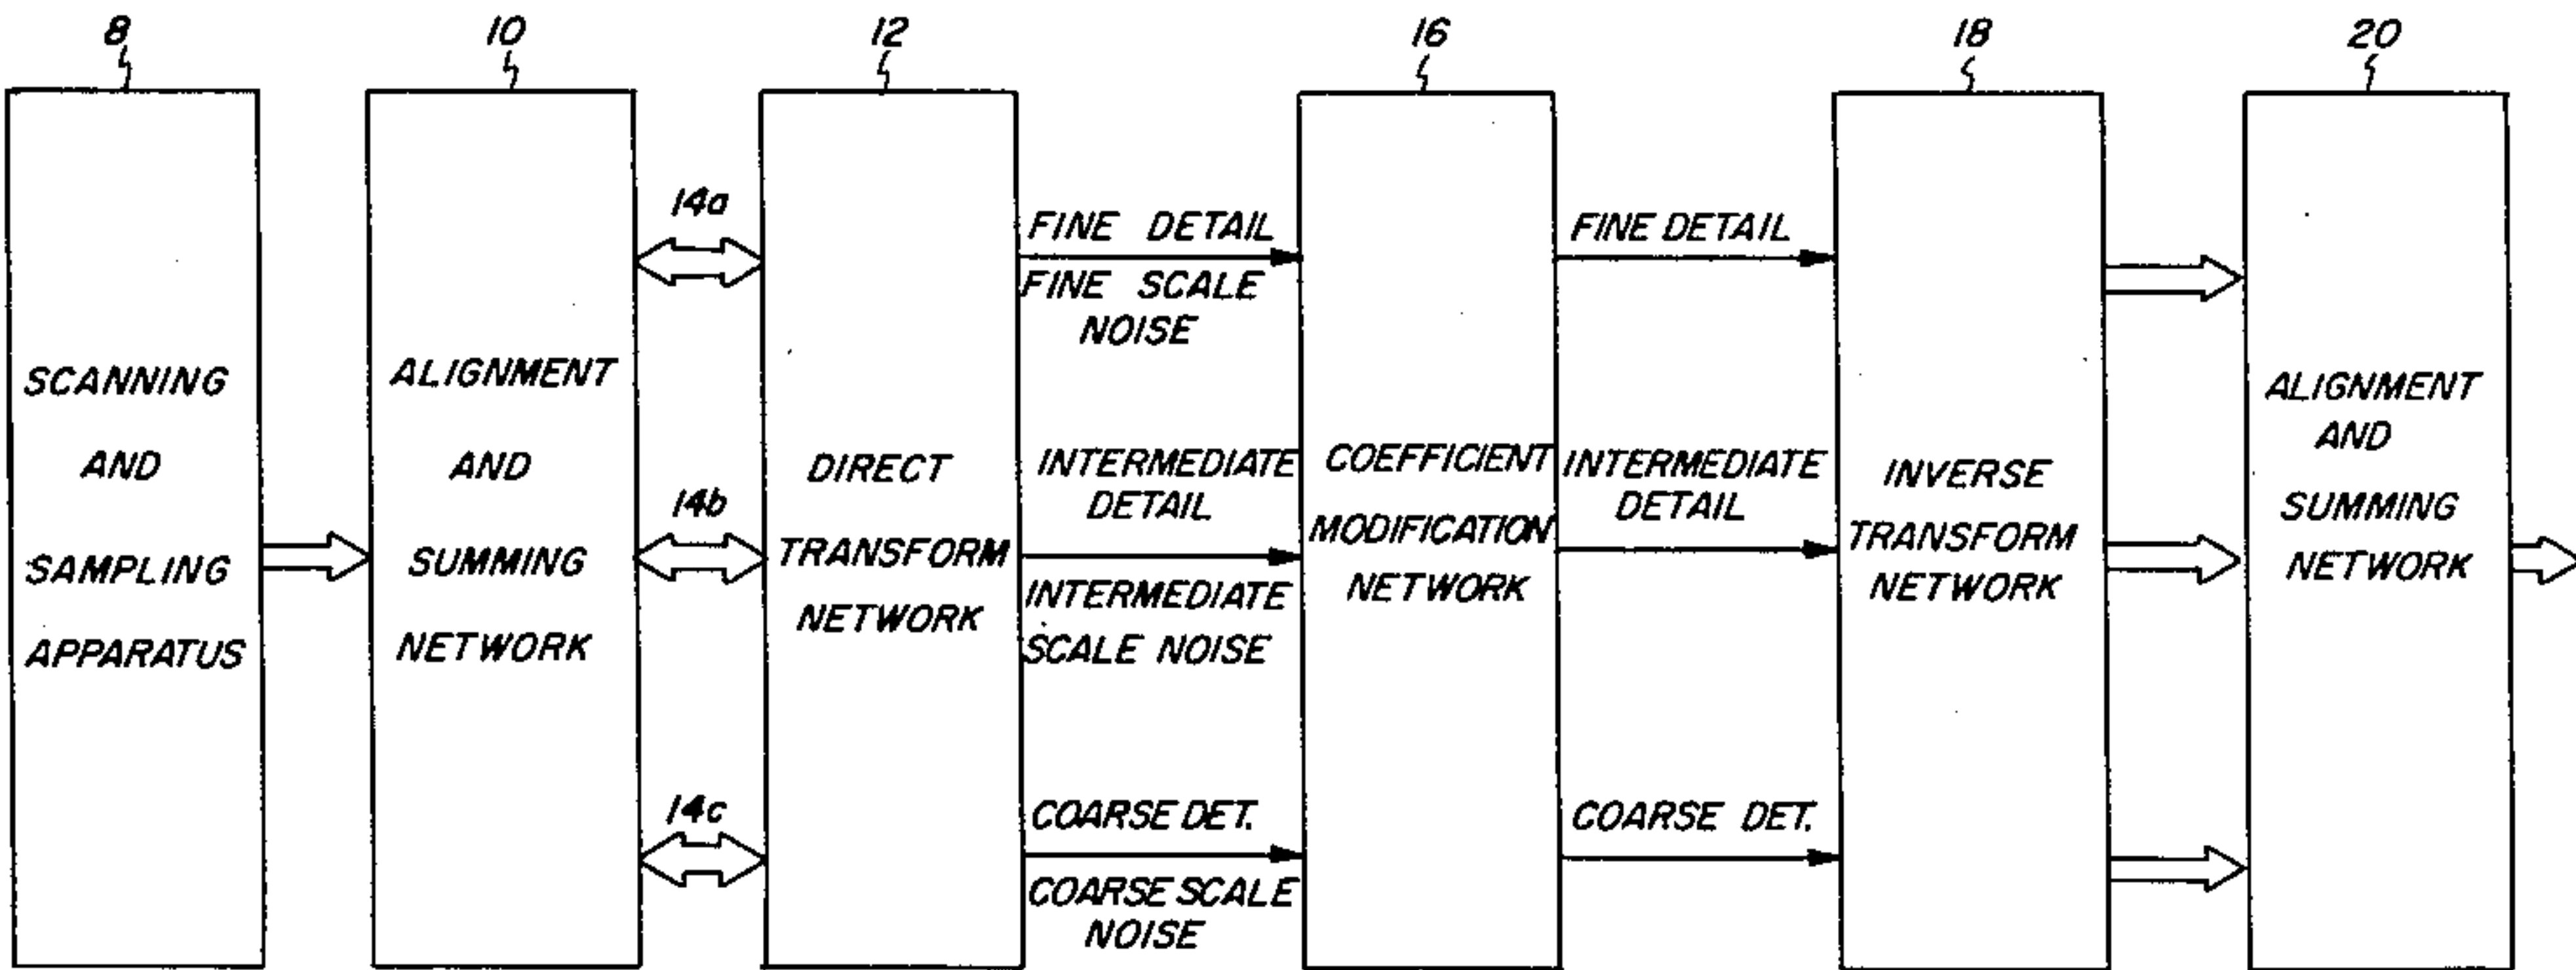 8
10
12
16
18
20
SCANNING
AND
SAMPLING
APPARATUS
ALIGNMENT
AND
SUMMING
NETWORK
14a
14b
14c
DIRECT
TRANSFORM
NETWORK
FINE DETAIL
FINE SCALE
NOISE
INTERMEDIATE
DETAIL
INTERMEDIATE
SCALE NOISE
COARSE DET.
COARSE SCALE
NOISE
COEFFICIENT
MODIFICATION
NETWORK
FINE DETAIL
INTERMEDIATE
DETAIL
COARSE DET.
INVERSE
TRANSFORM
NETWORK
ALIGNMENT
AND
SUMMING
NETWORK